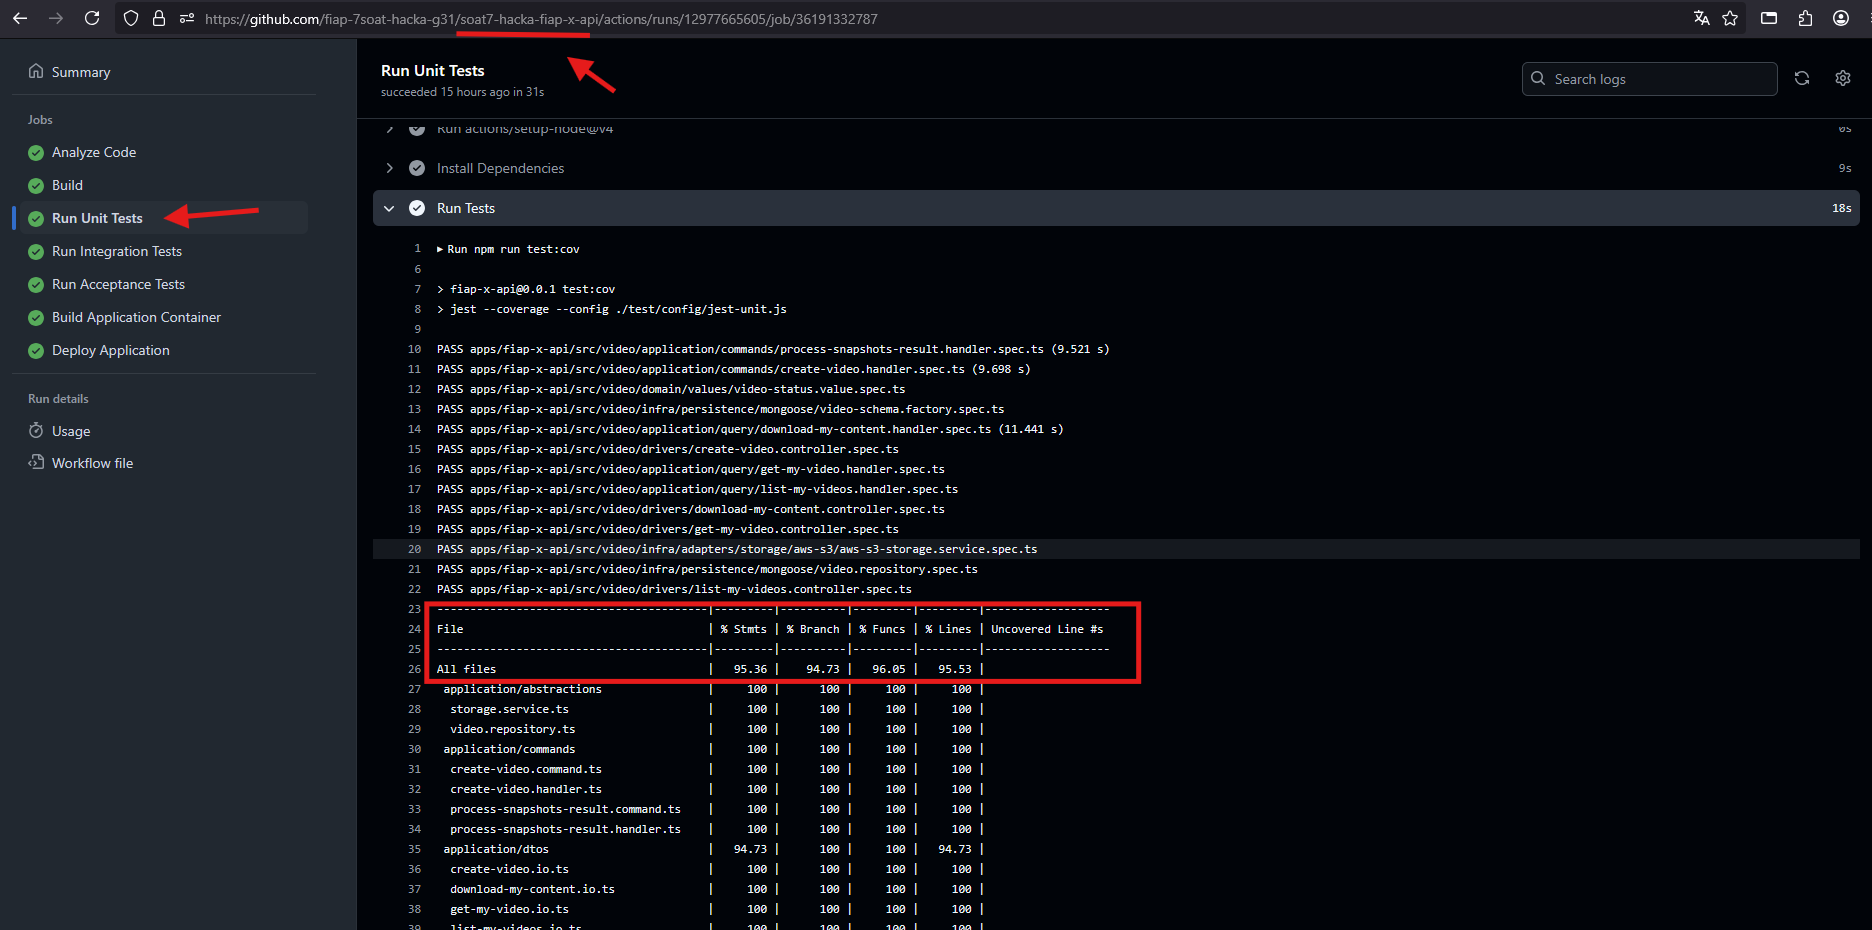 https://github.com/fiap-7soat-hacka-g31/soat7-hacka-fiap-x-api/actions/runs/12977665605/job/36191332787
Summary
Jobs
Analyze Code
Build
Run Unit Tests
Run Integration Tests
Run Acceptance Tests
Build Application Container
Deploy Application
Run details
Usage
Workflow file
Run Unit Tests
succeeded 15 hours ago in 31s
Search logs
Run actions/setup-node@v4 0s
Install Dependencies 9s
Run Tests 18s
1 ▸ Run npm run test:cov
6
7 > fiap-x-api@0.0.1 test:cov
8 > jest --coverage --config ./test/config/jest-unit.js
9
10 PASS apps/fiap-x-api/src/video/application/commands/process-snapshots-result.handler.spec.ts (9.521 s)
11 PASS apps/fiap-x-api/src/video/application/commands/create-video.handler.spec.ts (9.698 s)
12 PASS apps/fiap-x-api/src/video/domain/values/video-status.value.spec.ts
13 PASS apps/fiap-x-api/src/video/infra/persistence/mongoose/video-schema.factory.spec.ts
14 PASS apps/fiap-x-api/src/video/application/query/download-my-content.handler.spec.ts (11.441 s)
15 PASS apps/fiap-x-api/src/video/drivers/create-video.controller.spec.ts
16 PASS apps/fiap-x-api/src/video/application/query/get-my-video.handler.spec.ts
17 PASS apps/fiap-x-api/src/video/application/query/list-my-videos.handler.spec.ts
18 PASS apps/fiap-x-api/src/video/drivers/download-my-content.controller.spec.ts
19 PASS apps/fiap-x-api/src/video/drivers/get-my-video.controller.spec.ts
20 PASS apps/fiap-x-api/src/video/infra/adapters/storage/aws-s3/aws-s3-storage.service.spec.ts
21 PASS apps/fiap-x-api/src/video/infra/persistence/mongoose/video.repository.spec.ts
22 PASS apps/fiap-x-api/src/video/drivers/list-my-videos.controller.spec.ts
23 -----------------------------------------|---------|----------|---------|---------|-------------------
24 File | % Stmts | % Branch | % Funcs | % Lines | Uncovered Line #s
25 -----------------------------------------|---------|----------|---------|---------|-------------------
26 All files | 95.36 | 94.73 | 96.05 | 95.53 |
27 application/abstractions | 100 | 100 | 100 | 100 |
28 storage.service.ts | 100 | 100 | 100 | 100 |
29 video.repository.ts | 100 | 100 | 100 | 100 |
30 application/commands | 100 | 100 | 100 | 100 |
31 create-video.command.ts | 100 | 100 | 100 | 100 |
32 create-video.handler.ts | 100 | 100 | 100 | 100 |
33 process-snapshots-result.command.ts | 100 | 100 | 100 | 100 |
34 process-snapshots-result.handler.ts | 100 | 100 | 100 | 100 |
35 application/dtos | 94.73 | 100 | 100 | 94.73 |
36 create-video.io.ts | 100 | 100 | 100 | 100 |
37 download-my-content.io.ts | 100 | 100 | 100 | 100 |
38 get-my-video.io.ts | 100 | 100 | 100 | 100 |
39 list-my-videos.io.ts | 100 | 100 | 100 | 100 |